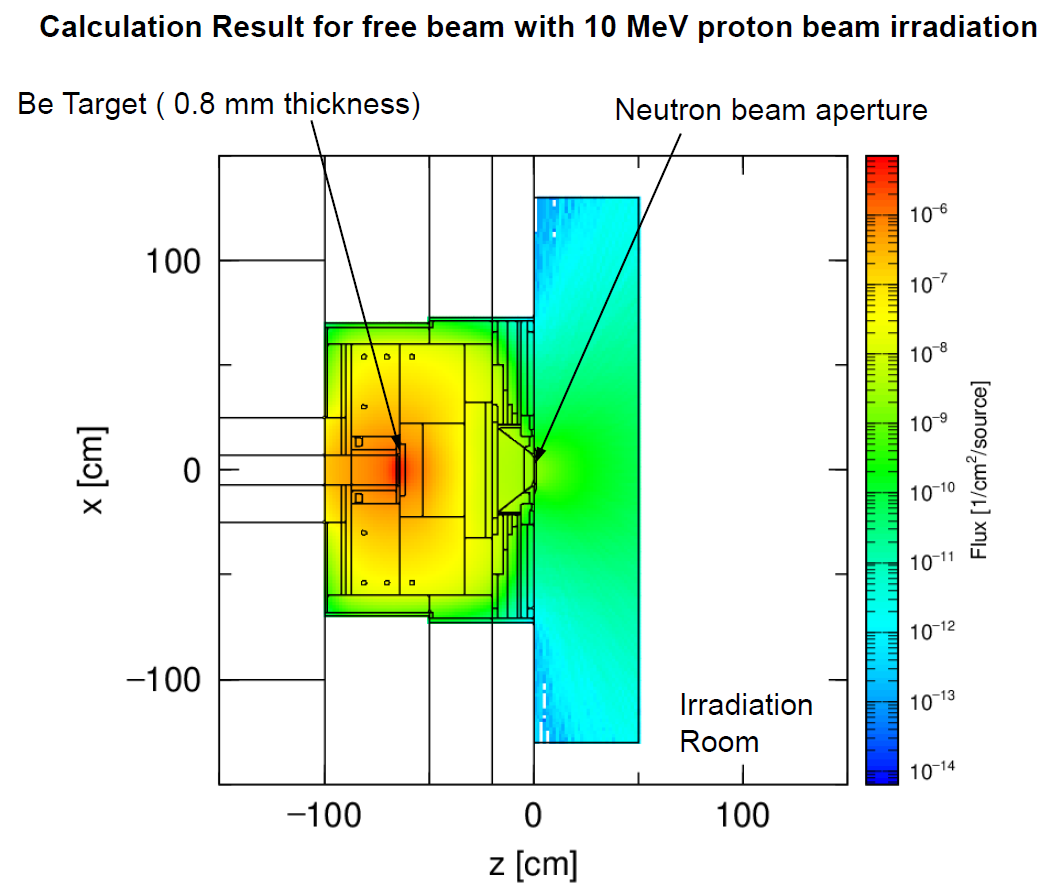 Calculation Result for free beam with 10 MeV proton beam irradiation
Be Target ( 0.8 mm thickness)
Neutron beam aperture
100
0
−100
x [cm]
−100
0
100
z [cm]
Irradiation
Room
10⁻⁶
10⁻⁷
10⁻⁸
10⁻⁹
10⁻¹⁰
10⁻¹¹
10⁻¹²
10⁻¹³
10⁻¹⁴
Flux [1/cm²/source]